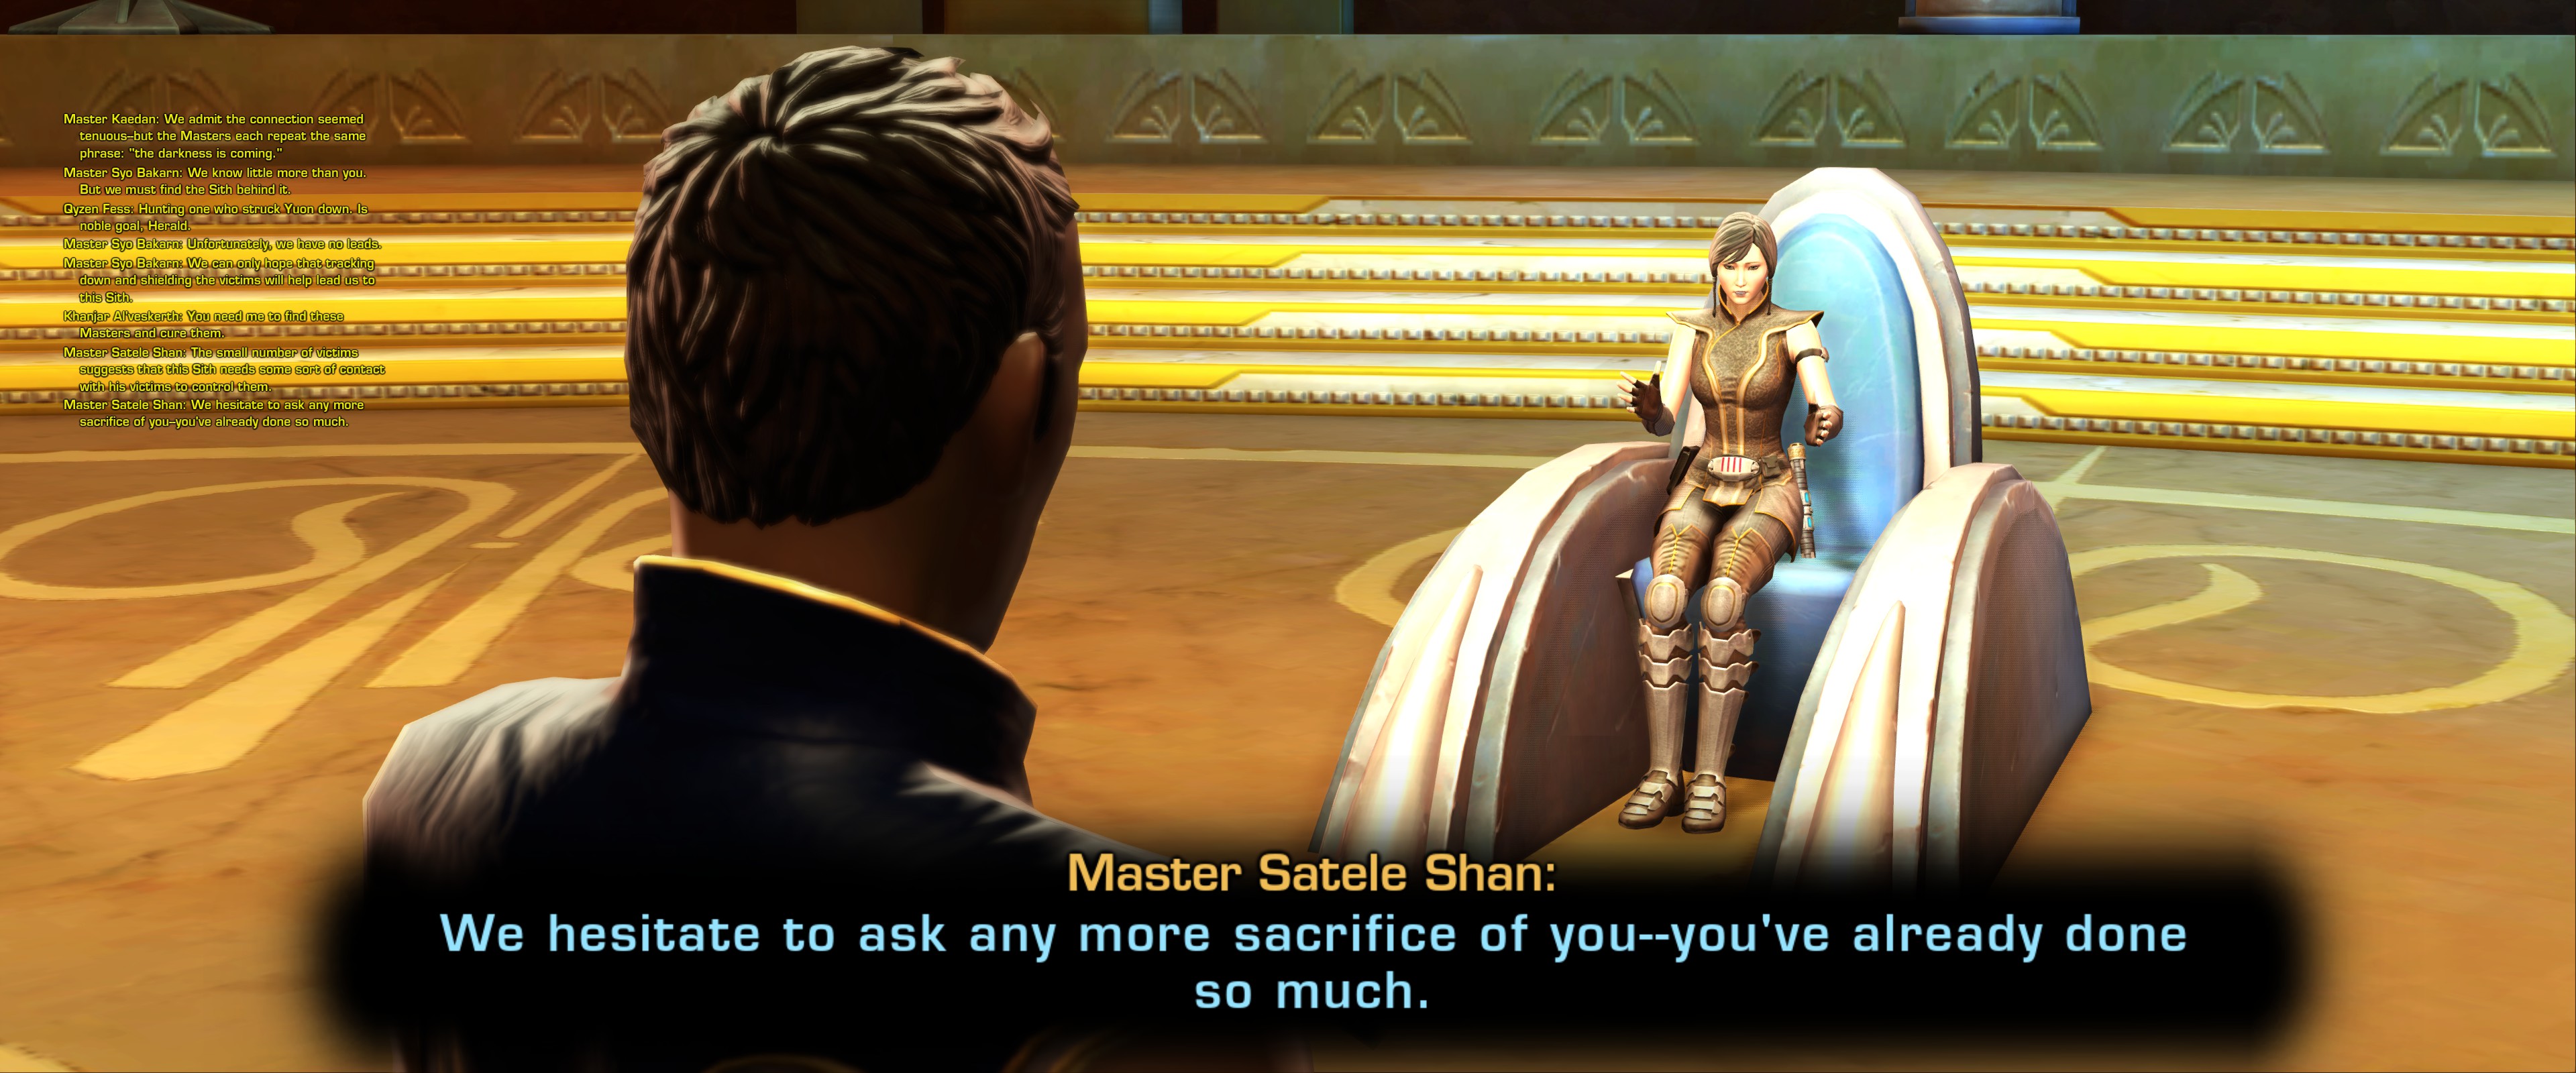 Master Kaedan: We admit the connection seemed
tenuous--but the Masters each repeat the same
phrase: "the darkness is coming."
Master Syo Bakarn: We know little more than you.
But we must find the Sith behind it.
Qyzen Fess: Hunting one who struck Yuon down. Is
noble goal, Herald.
Master Syo Bakarn: Unfortunately, we have no leads.
Master Syo Bakarn: We can only hope that tracking
down and shielding the victims will help lead us to
this Sith.
Khanjar Al'veskerth: You need me to find these
Masters and cure them.
Master Satele Shan: The small number of victims
suggests that this Sith needs some sort of contact
with his victims to control them.
Master Satele Shan: We hesitate to ask any more
sacrifice of you--you've already done so much.
Master Satele Shan:
We hesitate to ask any more sacrifice of you--you've already done
so much.